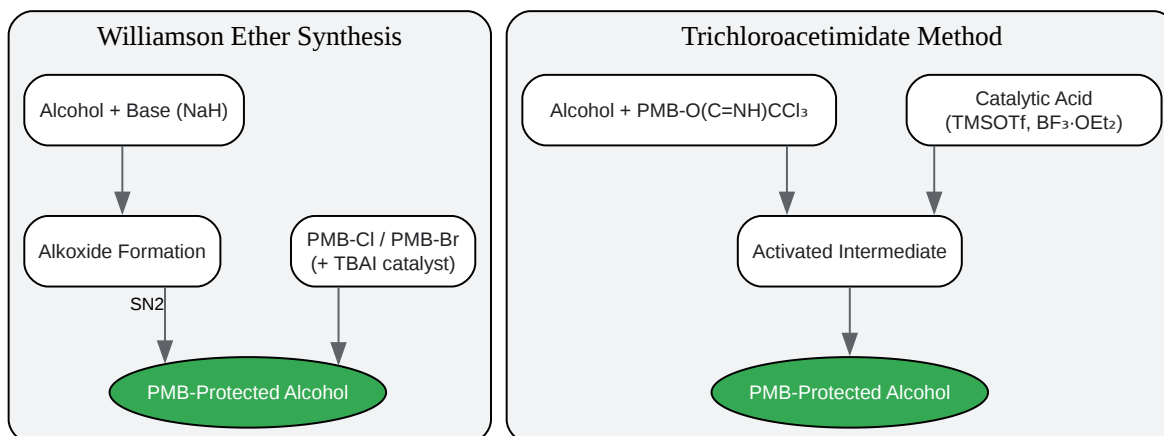 Williamson Ether Synthesis
Alcohol + Base (NaH)
Alkoxide Formation
PMB-Cl / PMB-Br
(+ TBAI catalyst)
SN2
PMB-Protected Alcohol
Trichloroacetimidate Method
Alcohol + PMB-O(C=NH)CCl₃
Catalytic Acid
(TMSOTf, BF₃·OEt₂)
Activated Intermediate
PMB-Protected Alcohol